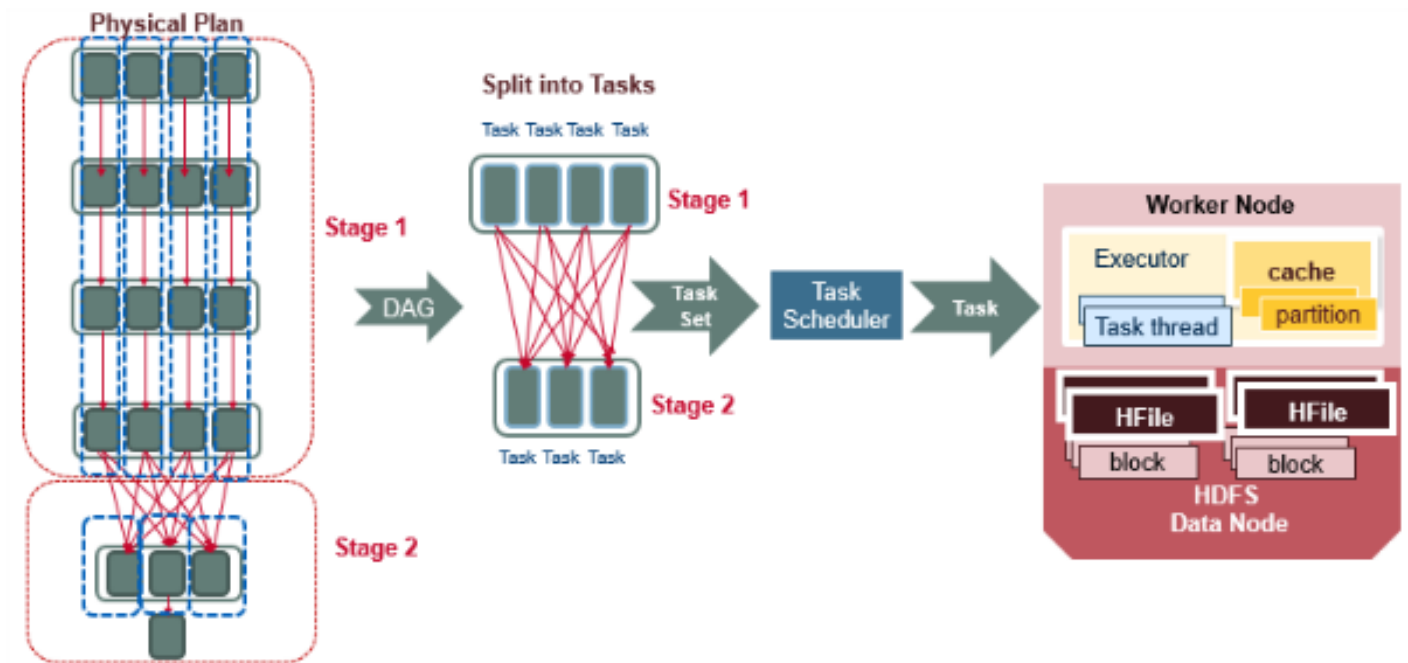 Physical Plan
Stage 1
Stage 2
DAG
Split into Tasks
Task Task Task Task
Stage 1
Stage 2
Task Task Task
Task
Set
Task
Scheduler
Task
Worker Node
Executor
Task thread
cache
partition
HFile
HFile
block
block
HDFS
Data Node